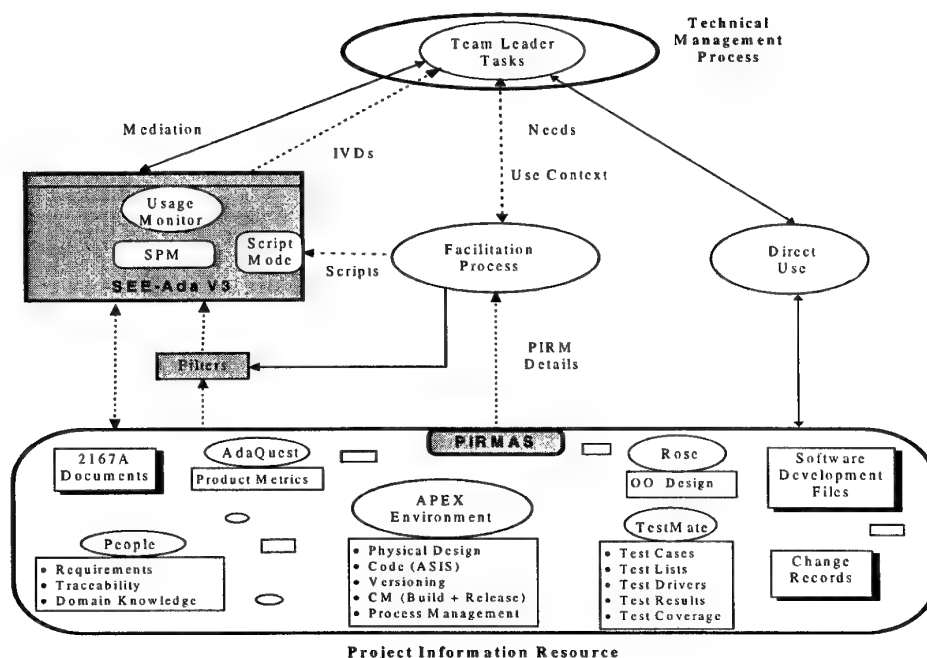 Technical
Management
Process
Team Leader
Tasks
Mediation
IVDs
Needs
Use Context
Usage
Monitor
SPM
Script
Mode
SEE-Ada V3
Scripts
Facilitation
Process
Direct
Use
Filters
PIRM
Details
PIRMAS
2167A
Documents
AdaQuest
Product Metrics
APEX
Environment
• Physical Design
• Code (ASIS)
• Versioning
• CM (Build + Release)
• Process Management
Rose
OO Design
Software
Development
Files
People
• Requirements
• Traceability
• Domain Knowledge
TestMate
• Test Cases
• Test Lists
• Test Drivers
• Test Results
• Test Coverage
Change
Records
Project Information Resource